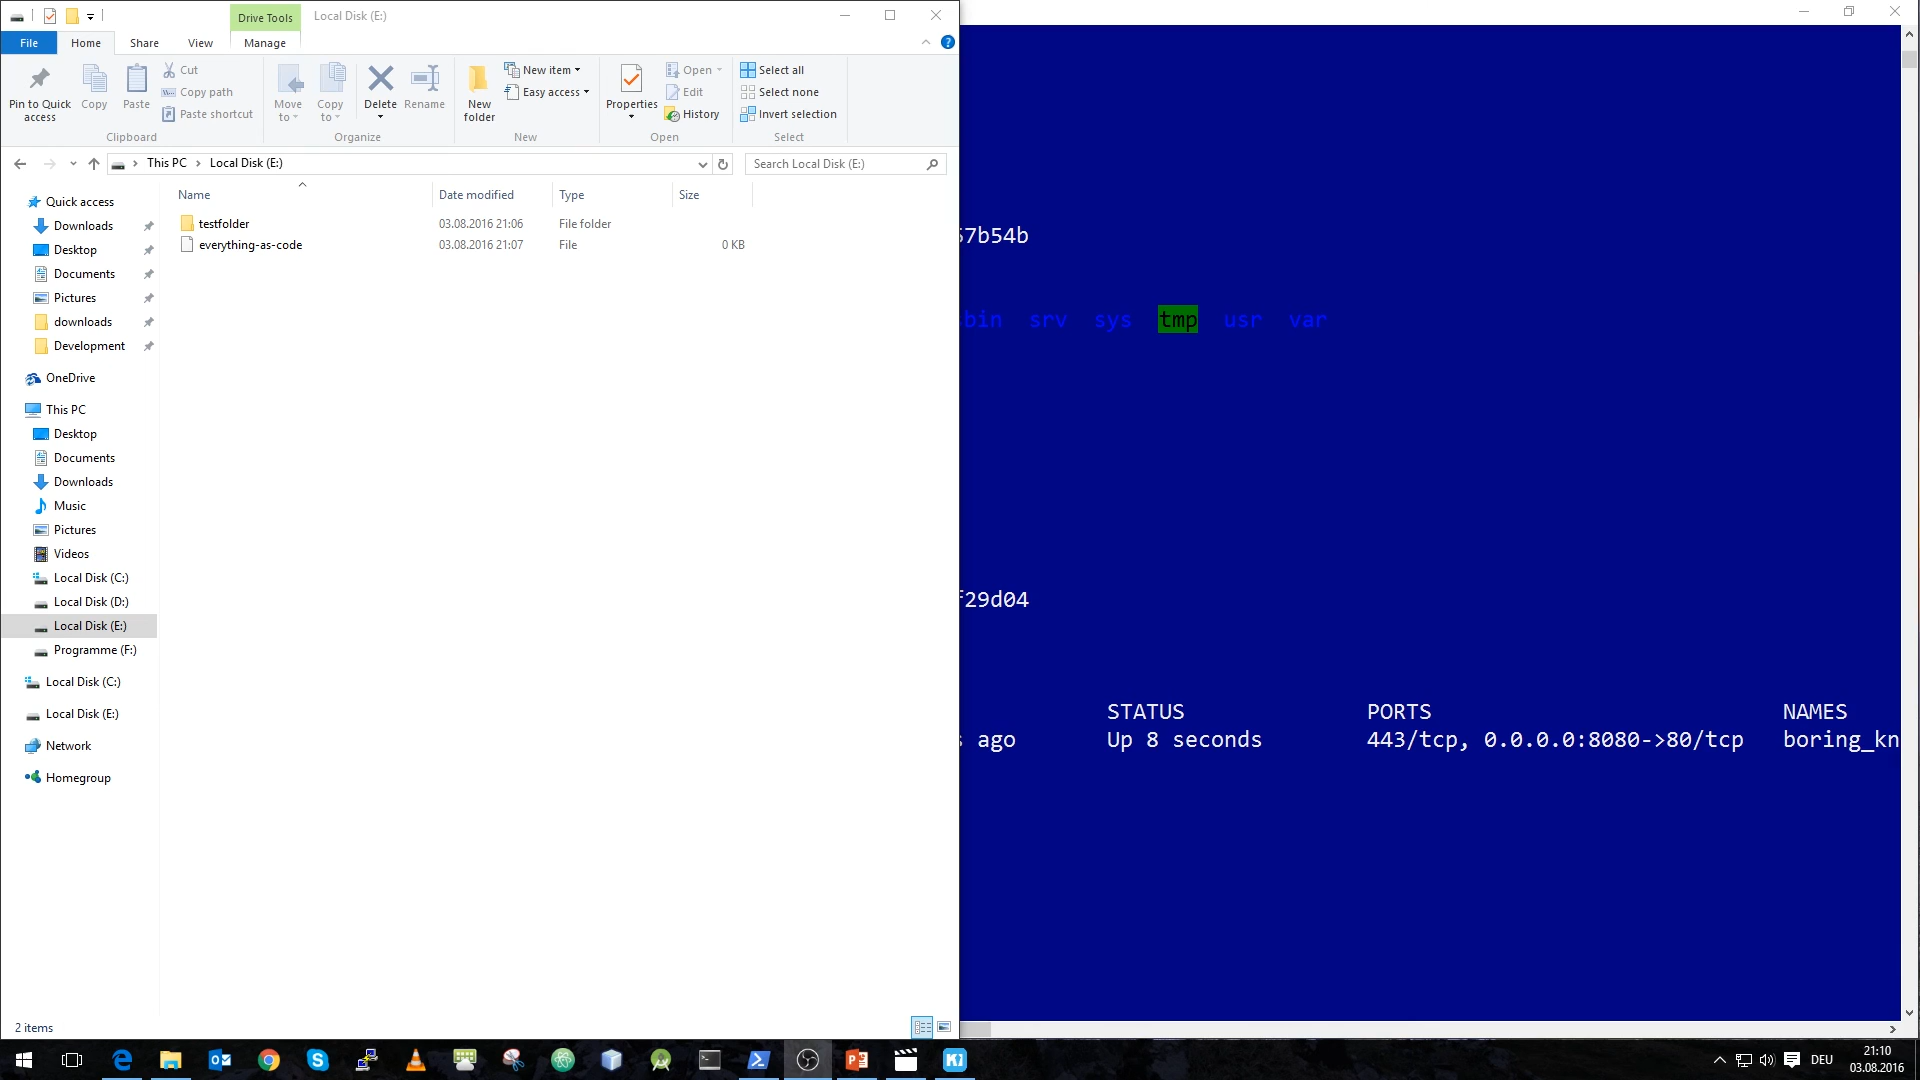 Drive Tools
Local Disk (E:)
File
Home
Share
View
Manage
Pin to Quick access
Copy
Paste
Cut
Copy path
Paste shortcut
Clipboard
Move to
Copy to
Delete
Rename
Organize
New folder
New item
Easy access
New
Properties
Open
Edit
History
Open
Select all
Select none
Invert selection
Select
This PC
Local Disk (E:)
Search Local Disk (E:)
Name
Date modified
Type
Size
testfolder
03.08.2016 21:06
File folder
everything-as-code
03.08.2016 21:07
File
0 KB
Quick access
Downloads
Desktop
Documents
Pictures
downloads
Development
OneDrive
This PC
Desktop
Documents
Downloads
Music
Pictures
Videos
Local Disk (C:)
Local Disk (D:)
Local Disk (E:)
Programme (F:)
Local Disk (C:)
Local Disk (E:)
Network
Homegroup
2 items
7b54b
bin srv sys tmp usr var
29d04
STATUS PORTS NAMES
ago Up 8 seconds 443/tcp, 0.0.0.0:8080->80/tcp boring_kn
DEU
21:10
03.08.2016